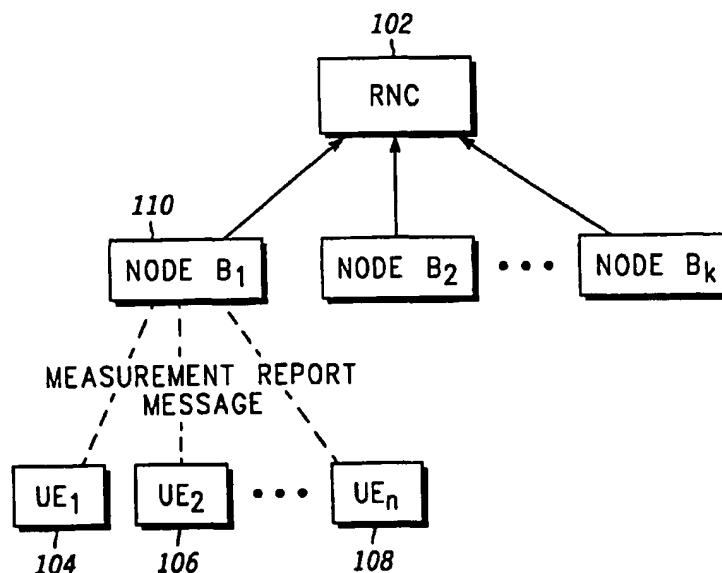 102
RNC
110
NODE B₁ NODE B₂ • • • NODE Bₖ
MEASUREMENT REPORT
MESSAGE
UE₁ UE₂ • • • UEₙ
104 106 108